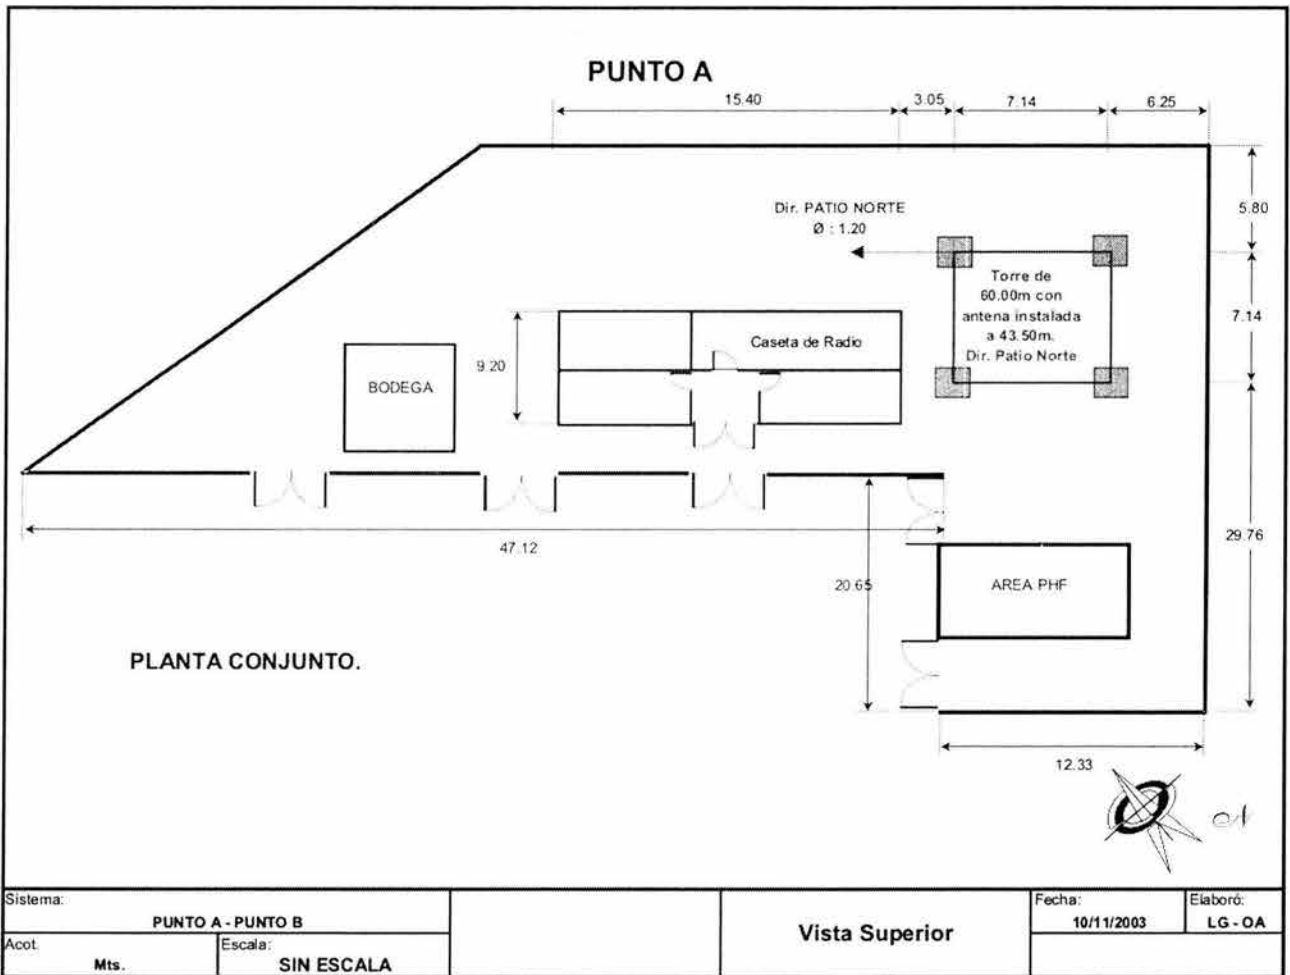 PUNTO A
15.40
3.05
7.14
6.25
Dir. PATIO NORTE
Ø : 1.20
5.80
Torre de
60.00m con
antena instalada
a 43.50m.
Dir. Patio Norte
7.14
Caseta de Radio
9.20
BODEGA
47.12
29.76
20.65
AREA PHF
PLANTA CONJUNTO.
12.33
N
Sistema:
PUNTO A - PUNTO B
Acot.
Mts.
Escala:
SIN ESCALA
Vista Superior
Fecha:
10/11/2003
Elaboró:
LG - OA